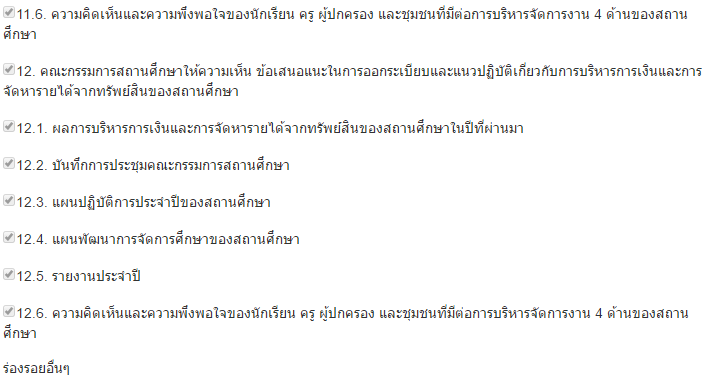 11.6. ความคิดเห็นและความพึงพอใจของนักเรียน ครู ผู้ปกครอง และชุมชนที่มีต่อการบริหารจัดการงาน 4 ด้านของสถาน
ศึกษา
12. คณะกรรมการสถานศึกษาให้ความเห็น ข้อเสนอแนะในการออกระเบียบและแนวปฏิบัติเกี่ยวกับการบริหารการเงินและการ
จัดหารายได้จากทรัพย์สินของสถานศึกษา
12.1. ผลการบริหารการเงินและการจัดหารายได้จากทรัพย์สินของสถานศึกษาในปีที่ผ่านมา
12.2. บันทึกการประชุมคณะกรรมการสถานศึกษา
12.3. แผนปฏิบัติการประจำปีของสถานศึกษา
12.4. แผนพัฒนาการจัดการศึกษาของสถานศึกษา
12.5. รายงานประจำปี
12.6. ความคิดเห็นและความพึงพอใจของนักเรียน ครู ผู้ปกครอง และชุมชนที่มีต่อการบริหารจัดการงาน 4 ด้านของสถาน
ศึกษา
ร่องรอยอื่นๆ